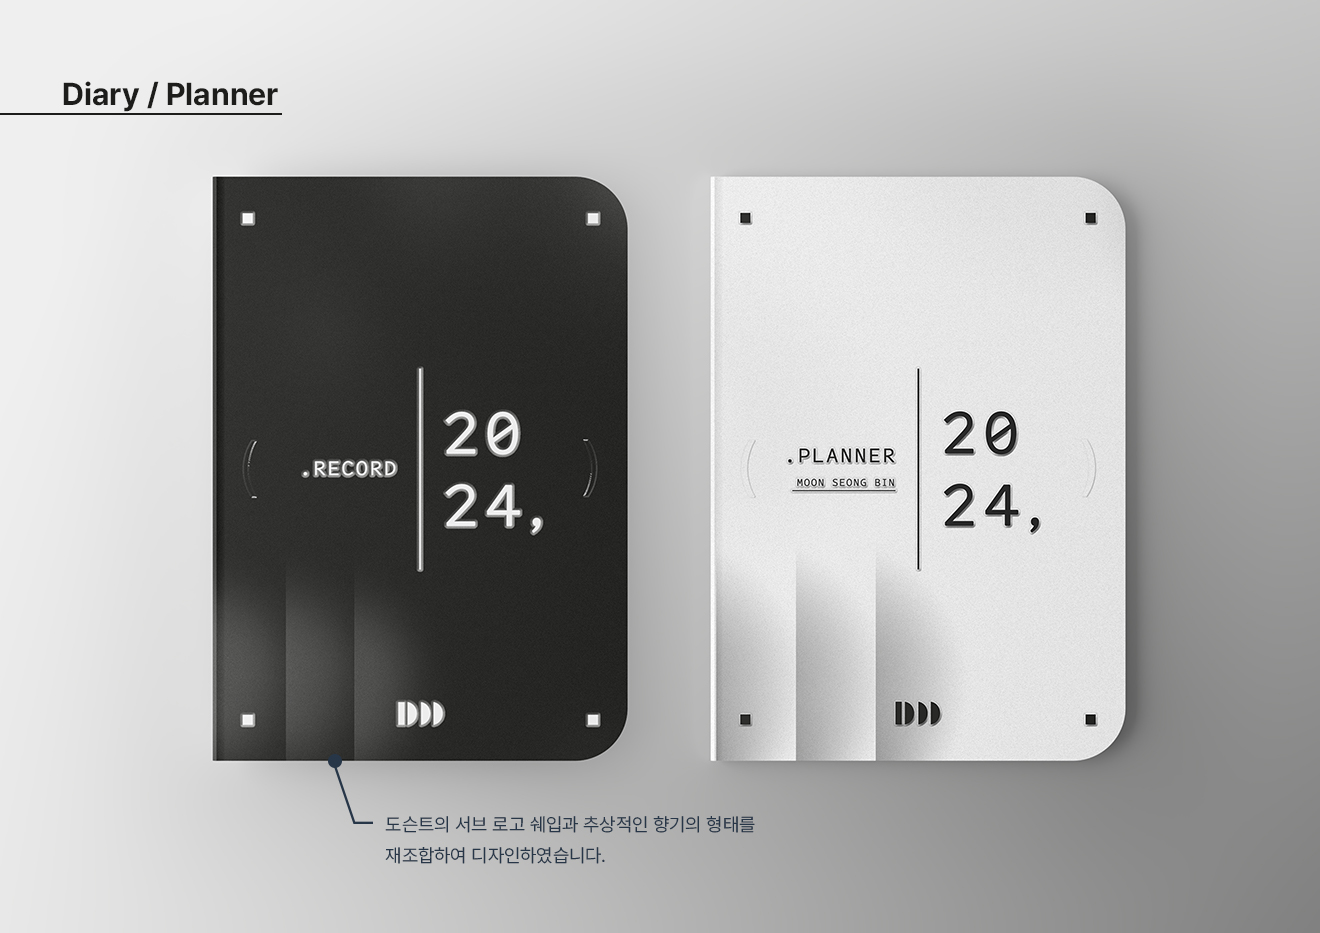 Diary / Planner
.RECORD
20
24,
.PLANNER
MOON SEONG BIN
20
24,
도슨트의 서브 로고 쉐입과 추상적인 향기의 형태를
재조합하여 디자인하였습니다.